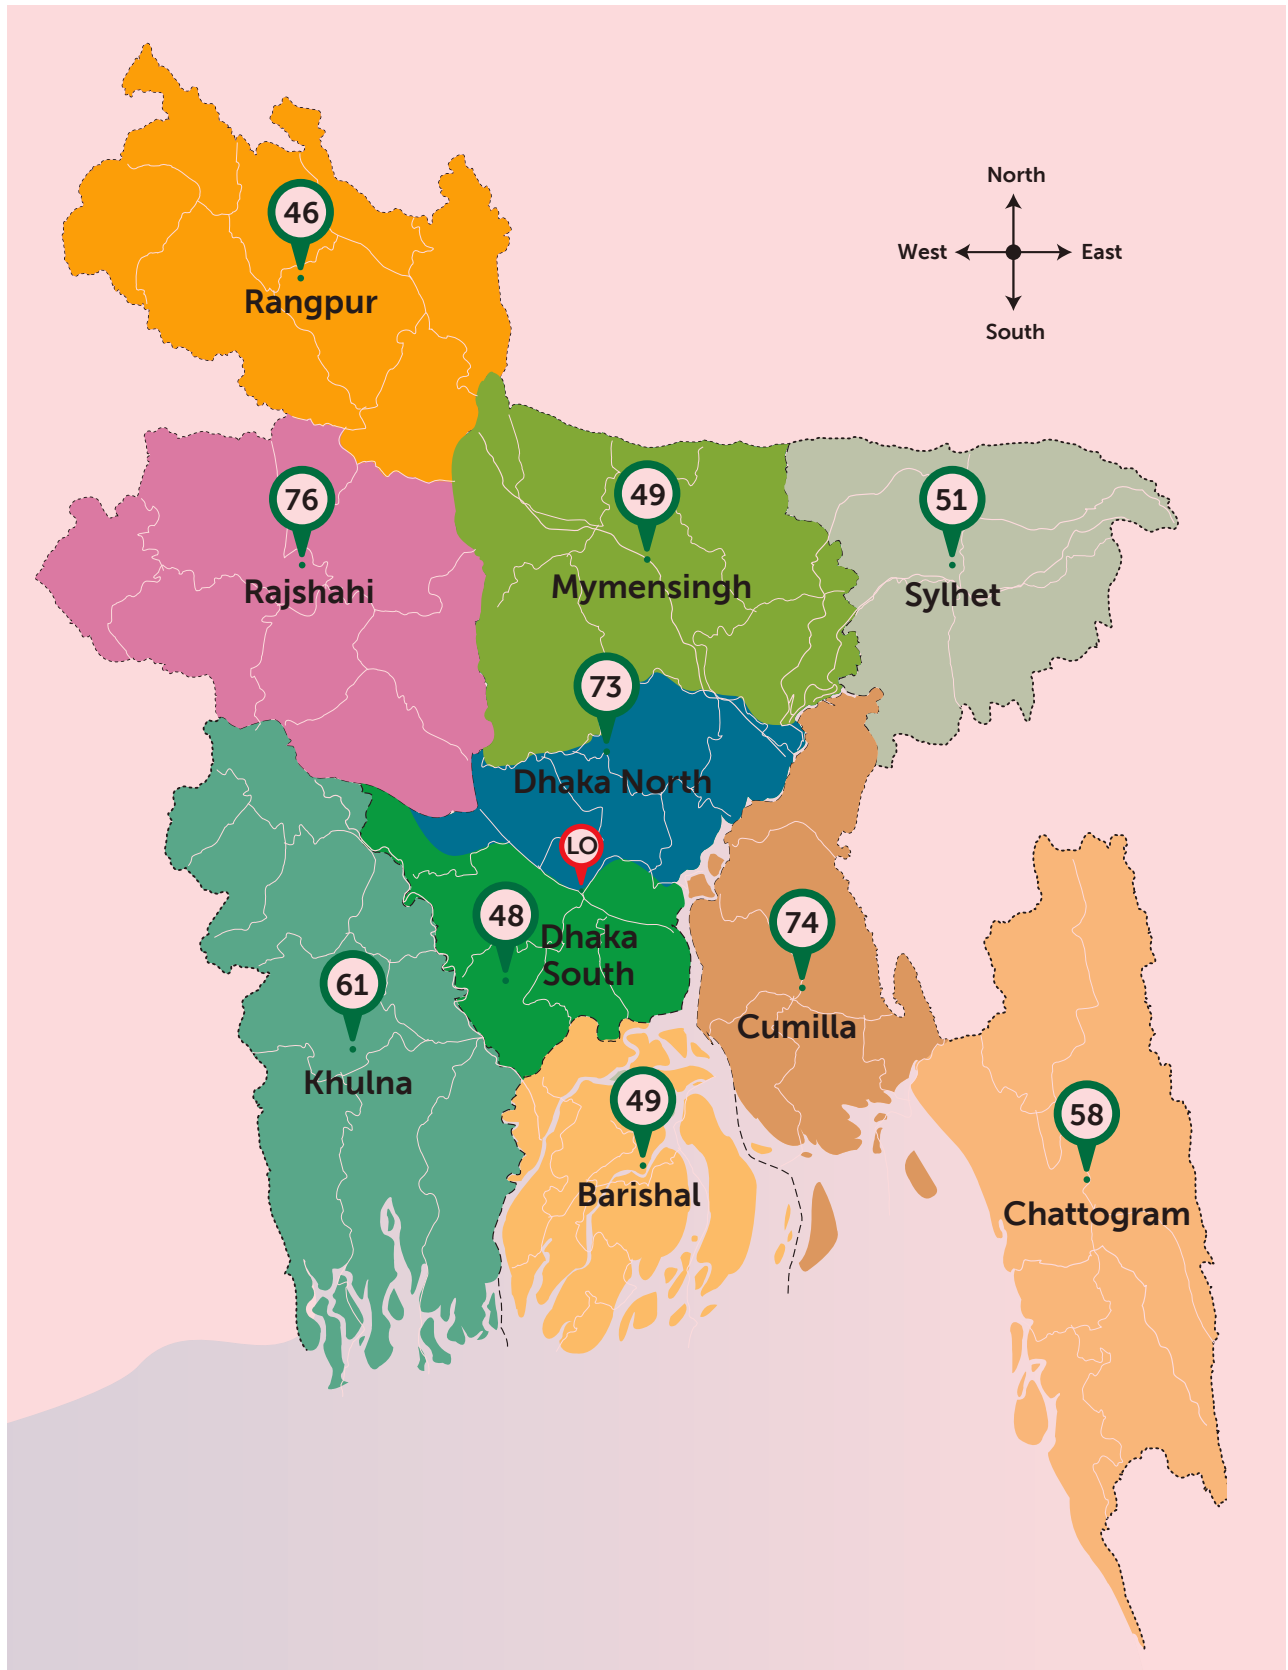 North
West
East
South
46
Rangpur
76
Rajshahi
49
Mymensingh
51
Sylhet
73
Dhaka North
LO
48
Dhaka
South
74
Cumilla
61
Khulna
49
Barishal
58
Chattogram